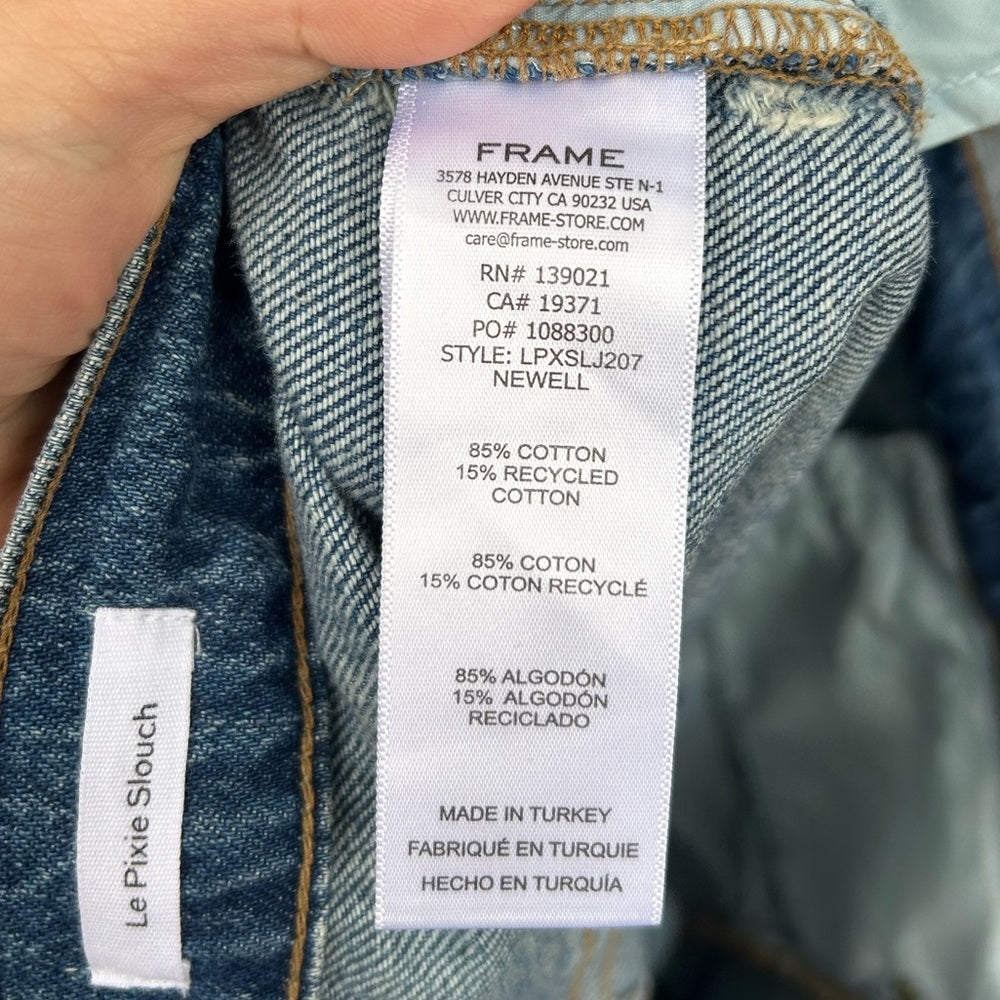 FRAME
3578 HAYDEN AVENUE STE N-1
CULVER CITY CA 90232 USA
WWW.FRAME-STORE.COM
care@frame-store.com
RN# 139021
CA# 19371
PO# 1088300
STYLE: LPXSLJ207
NEWELL
85% COTTON
15% RECYCLED
COTTON
85% COTON
15% COTON RECYCLÉ
85% ALGODÓN
15% ALGODÓN
RECICLADO
MADE IN TURKEY
FABRIQUÉ EN TURQUIE
HECHO EN TURQUÍA
Le Pixie Slouch